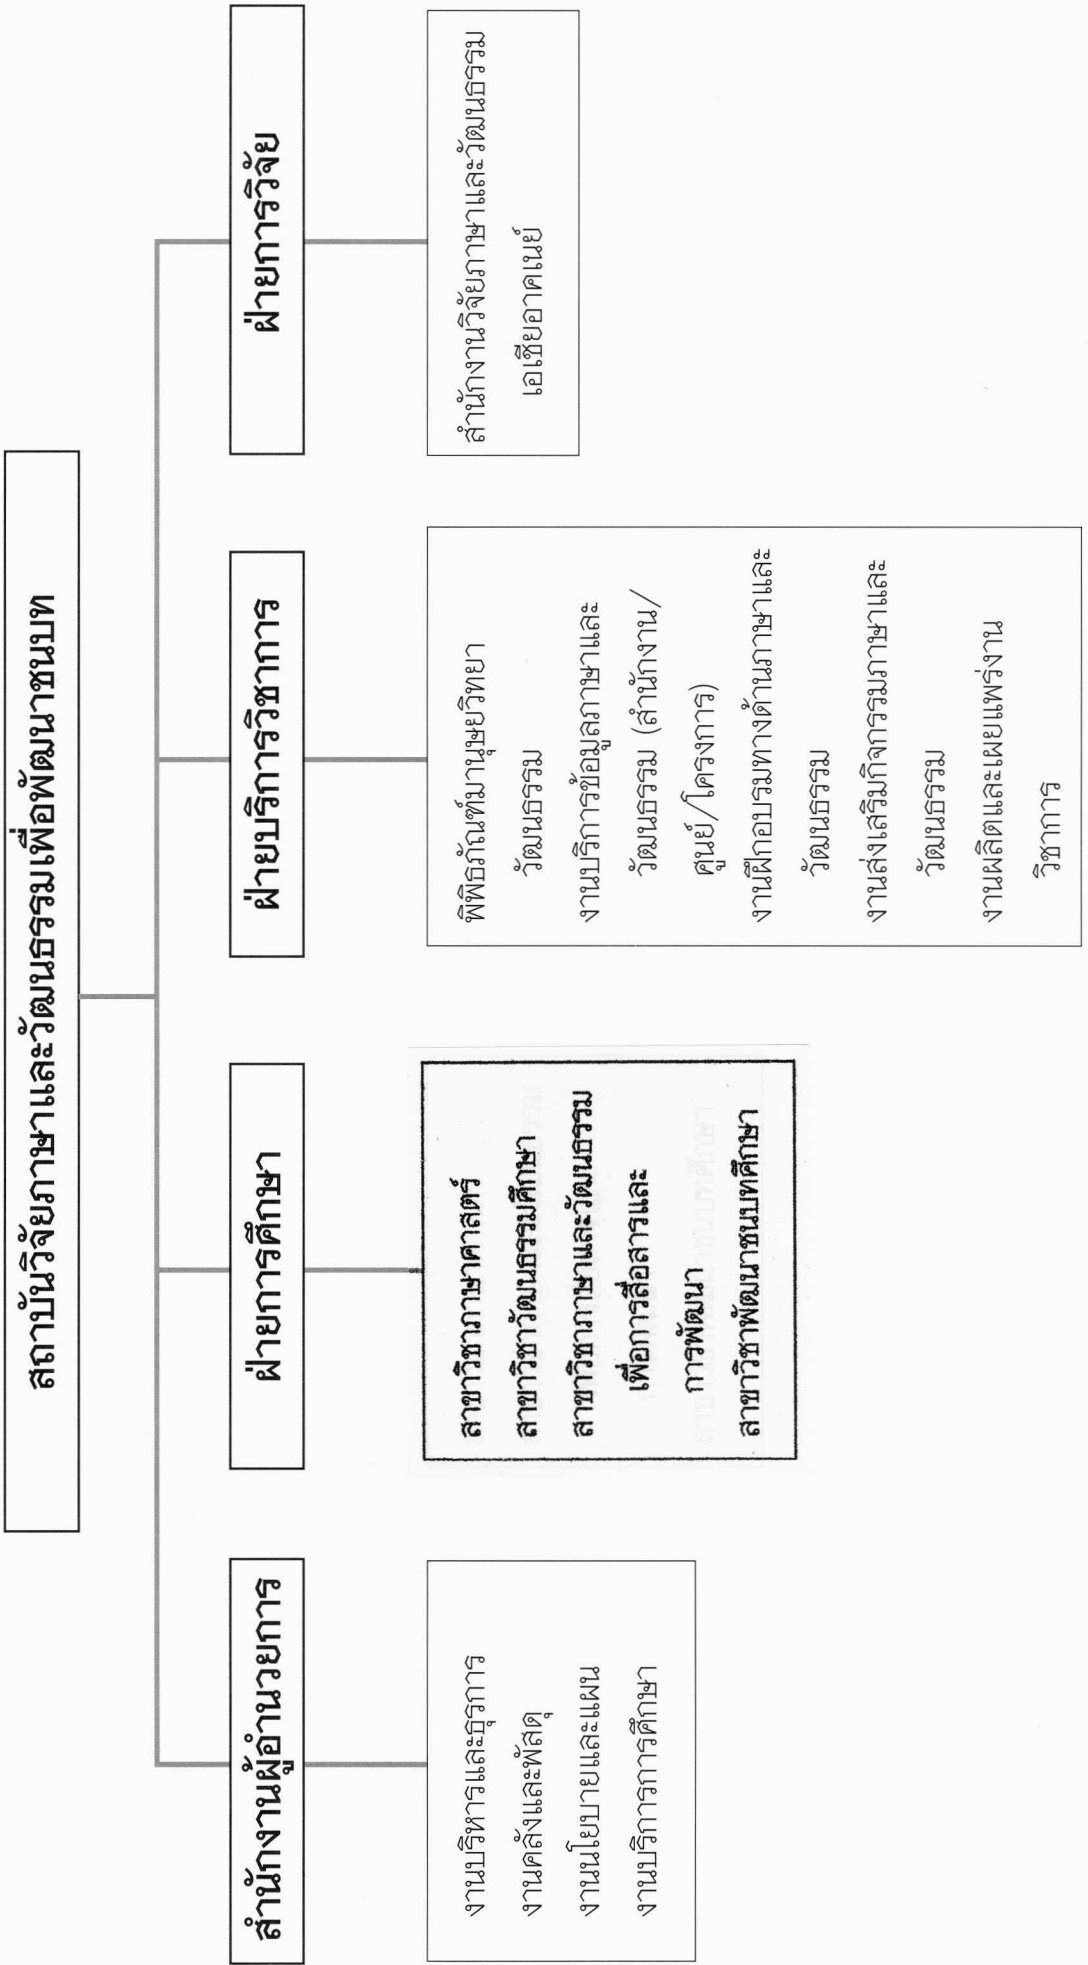 สถาบันวิจัยภาษาและวัฒนธรรมเพื่อพัฒนาชนบท
สำนักงานผู้อำนวยการ
งานบริหารและธุรการ
งานคลังและพัสดุ
งานนโยบายและแผน
งานบริการการศึกษา
ฝ่ายการศึกษา
สาขาวิชาภาษาศาสตร์
สาขาวิชาวัฒนธรรมศึกษา
สาขาวิชาภาษาและวัฒนธรรม
เพื่อการสื่อสารและ
การพัฒนา
สาขาวิชาพัฒนาชนบทศึกษา
ฝ่ายบริการวิชาการ
พิพิธภัณฑ์มานุษยวิทยา
วัฒนธรรม
งานบริการข้อมูลภาษาและ
วัฒนธรรม (สำนักงาน/
ศูนย์/โครงการ)
งานฝึกอบรมทางด้านภาษาและ
วัฒนธรรม
งานส่งเสริมกิจกรรมภาษาและ
วัฒนธรรม
งานผลิตและเผยแพร่งาน
วิชาการ
ฝ่ายการวิจัย
สำนักงานวิจัยภาษาและวัฒนธรรม
เอเชียอาคเนย์